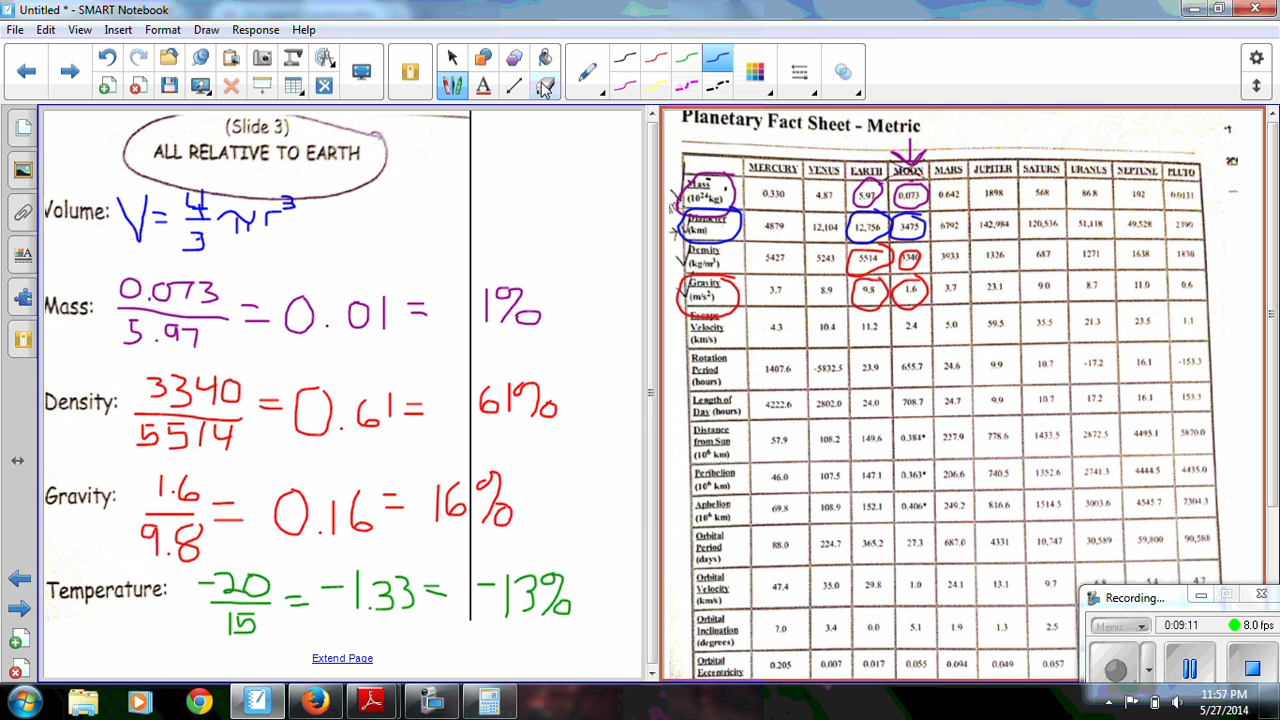 Untitled * - SMART Notebook
File Edit View Insert Format Draw Response Help
(Slide 3)
ALL RELATIVE TO EARTH
Volume: V = 4/3 πr³
Mass: 0.073/5.97 = 0.01 = 1%
Density: 3340/5514 = 0.61 = 61%
Gravity: 1.6/9.8 = 0.16 = 16%
Temperature: -20/15 = -1.33 = -13%
Extend Page
Planetary Fact Sheet - Metric
MERCURY VENUS EARTH MOON MARS JUPITER SATURN URANUS NEPTUNE PLUTO
Mass (10²⁴kg) 0.330 4.87 5.97 0.073 0.642 1898 568 86.8 102 0.0131
Diameter (km) 4879 12,104 12,756 3475 6792 142,984 120,536 51,118 49,528 2390
Density (kg/m³) 5427 5243 5514 3340 3933 1326 687 1271 1638 1830
Gravity (m/s²) 3.7 8.9 9.8 1.6 3.7 23.1 9.0 8.7 11.0 0.6
Escape Velocity (km/s) 4.3 10.4 11.2 2.4 5.0 59.5 35.5 21.3 23.5 1.1
Rotation Period (hours) 1407.6 -5832.5 23.9 655.7 24.6 9.9 10.7 -17.2 16.1 -153.3
Length of Day (hours) 4222.6 2802.0 24.0 708.7 24.7 9.9 10.7 17.2 16.1 153.3
Distance from Sun (10⁶ km) 57.9 108.2 149.6 0.384* 227.9 778.6 1433.5 2872.5 4495.1 5870.0
Perihelion (10⁶ km) 46.0 107.5 147.1 0.363* 206.6 740.5 1352.6 2741.3 4444.5 4435.0
Aphelion (10⁶ km) 69.8 108.9 152.1 0.406* 249.2 816.6 1514.5 3003.6 4545.7 7304.3
Orbital Period (days) 88.0 224.7 365.2 27.3 687.0 4331 10,747 30,589 59,800 90,588
Orbital Velocity (km/s) 47.4 35.0 29.8 1.0 24.1 13.1 9.7 6.8 5.4 4.7
Orbital Inclination (degrees) 7.0 3.4 0.0 5.1 1.9 1.3 2.5
Orbital Eccentricity 0.205 0.007 0.017 0.055 0.094 0.049 0.057
Recording...
Menu 0:09:11 8.0 fps
11:57 PM
5/27/2014